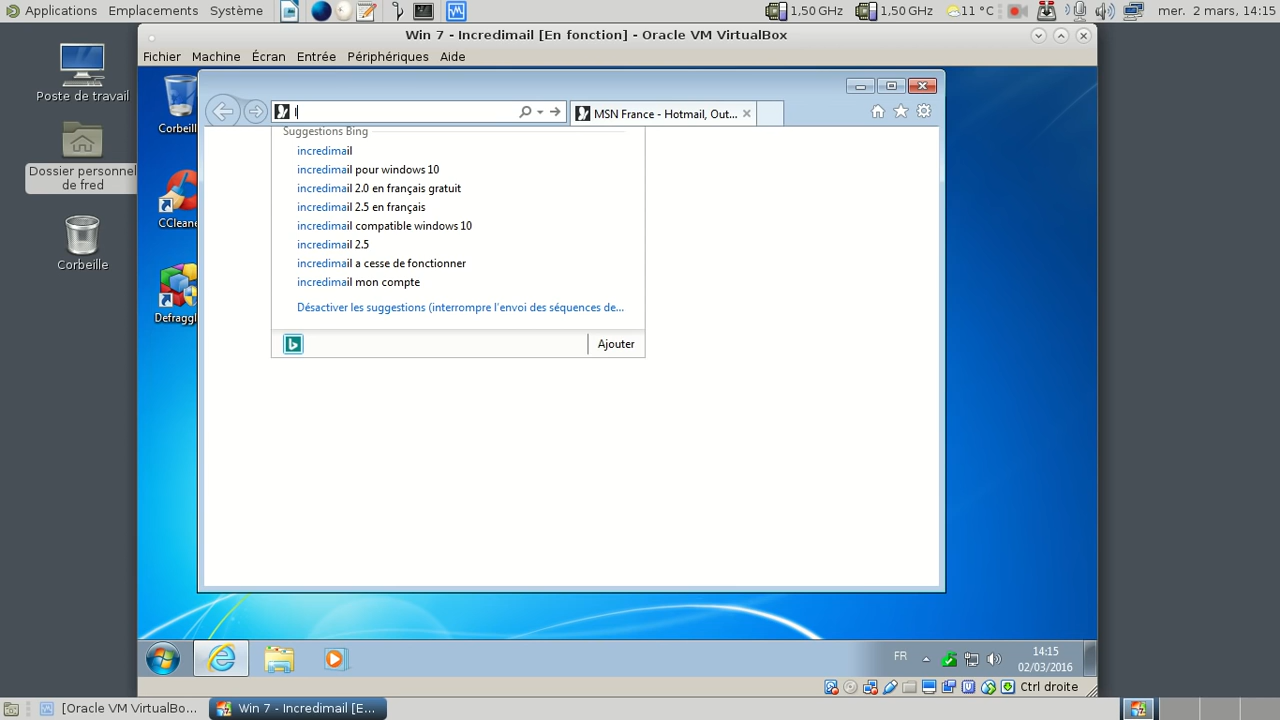 Applications Emplacements Système
1,50 GHz 1,50 GHz 11 °C mer. 2 mars, 14:15
Win 7 - Incredimail [En fonction] - Oracle VM VirtualBox
Fichier Machine Écran Entrée Périphériques Aide
Poste de travail
Dossier personnel
de fred
Corbeille
Corbeill
CCleane
Defraggl
I
MSN France - Hotmail, Out...
Suggestions Bing
incredimail
incredimail pour windows 10
incredimail 2.0 en français gratuit
incredimail 2.5 en français
incredimail compatible windows 10
incredimail 2.5
incredimail a cesse de fonctionner
incredimail mon compte
Désactiver les suggestions (interrompre l'envoi des séquences de...
Ajouter
FR
14:15
02/03/2016
Ctrl droite
[Oracle VM VirtualBo...
Win 7 - Incredimail [E...